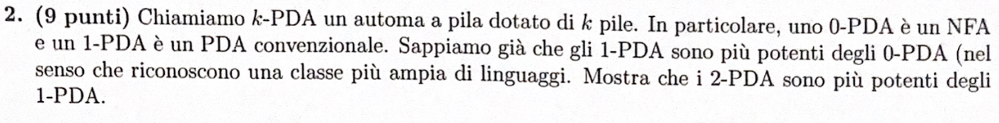 2. (9 punti) Chiamiamo k-PDA un automa a pila dotato di k pile. In particolare, uno 0-PDA è un NFA
e un 1-PDA è un PDA convenzionale. Sappiamo già che gli 1-PDA sono più potenti degli 0-PDA (nel
senso che riconoscono una classe più ampia di linguaggi. Mostra che i 2-PDA sono più potenti degli
1-PDA.